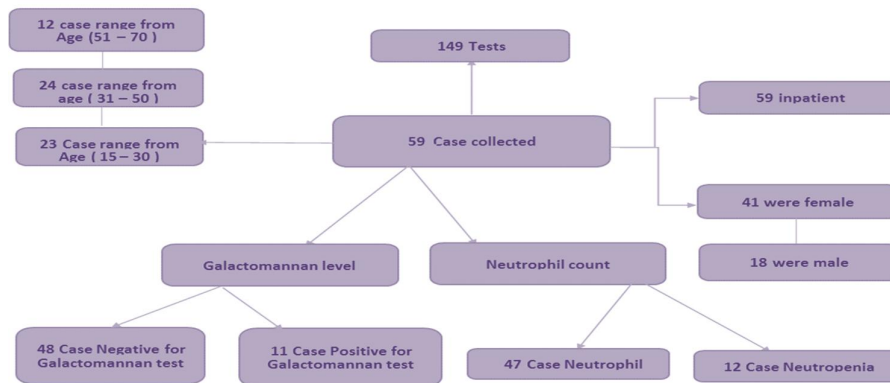 12 case range from
Age (51 – 70 )
149 Tests
24 case range from
age ( 31 – 50 )
59 inpatient
23 Case range from
Age ( 15 – 30 )
59 Case collected
41 were female
18 were male
Galactomannan level
Neutrophil count
48 Case Negative for
Galactomannan test
11 Case Positive for
Galactomannan test
47 Case Neutrophil
12 Case Neutropenia